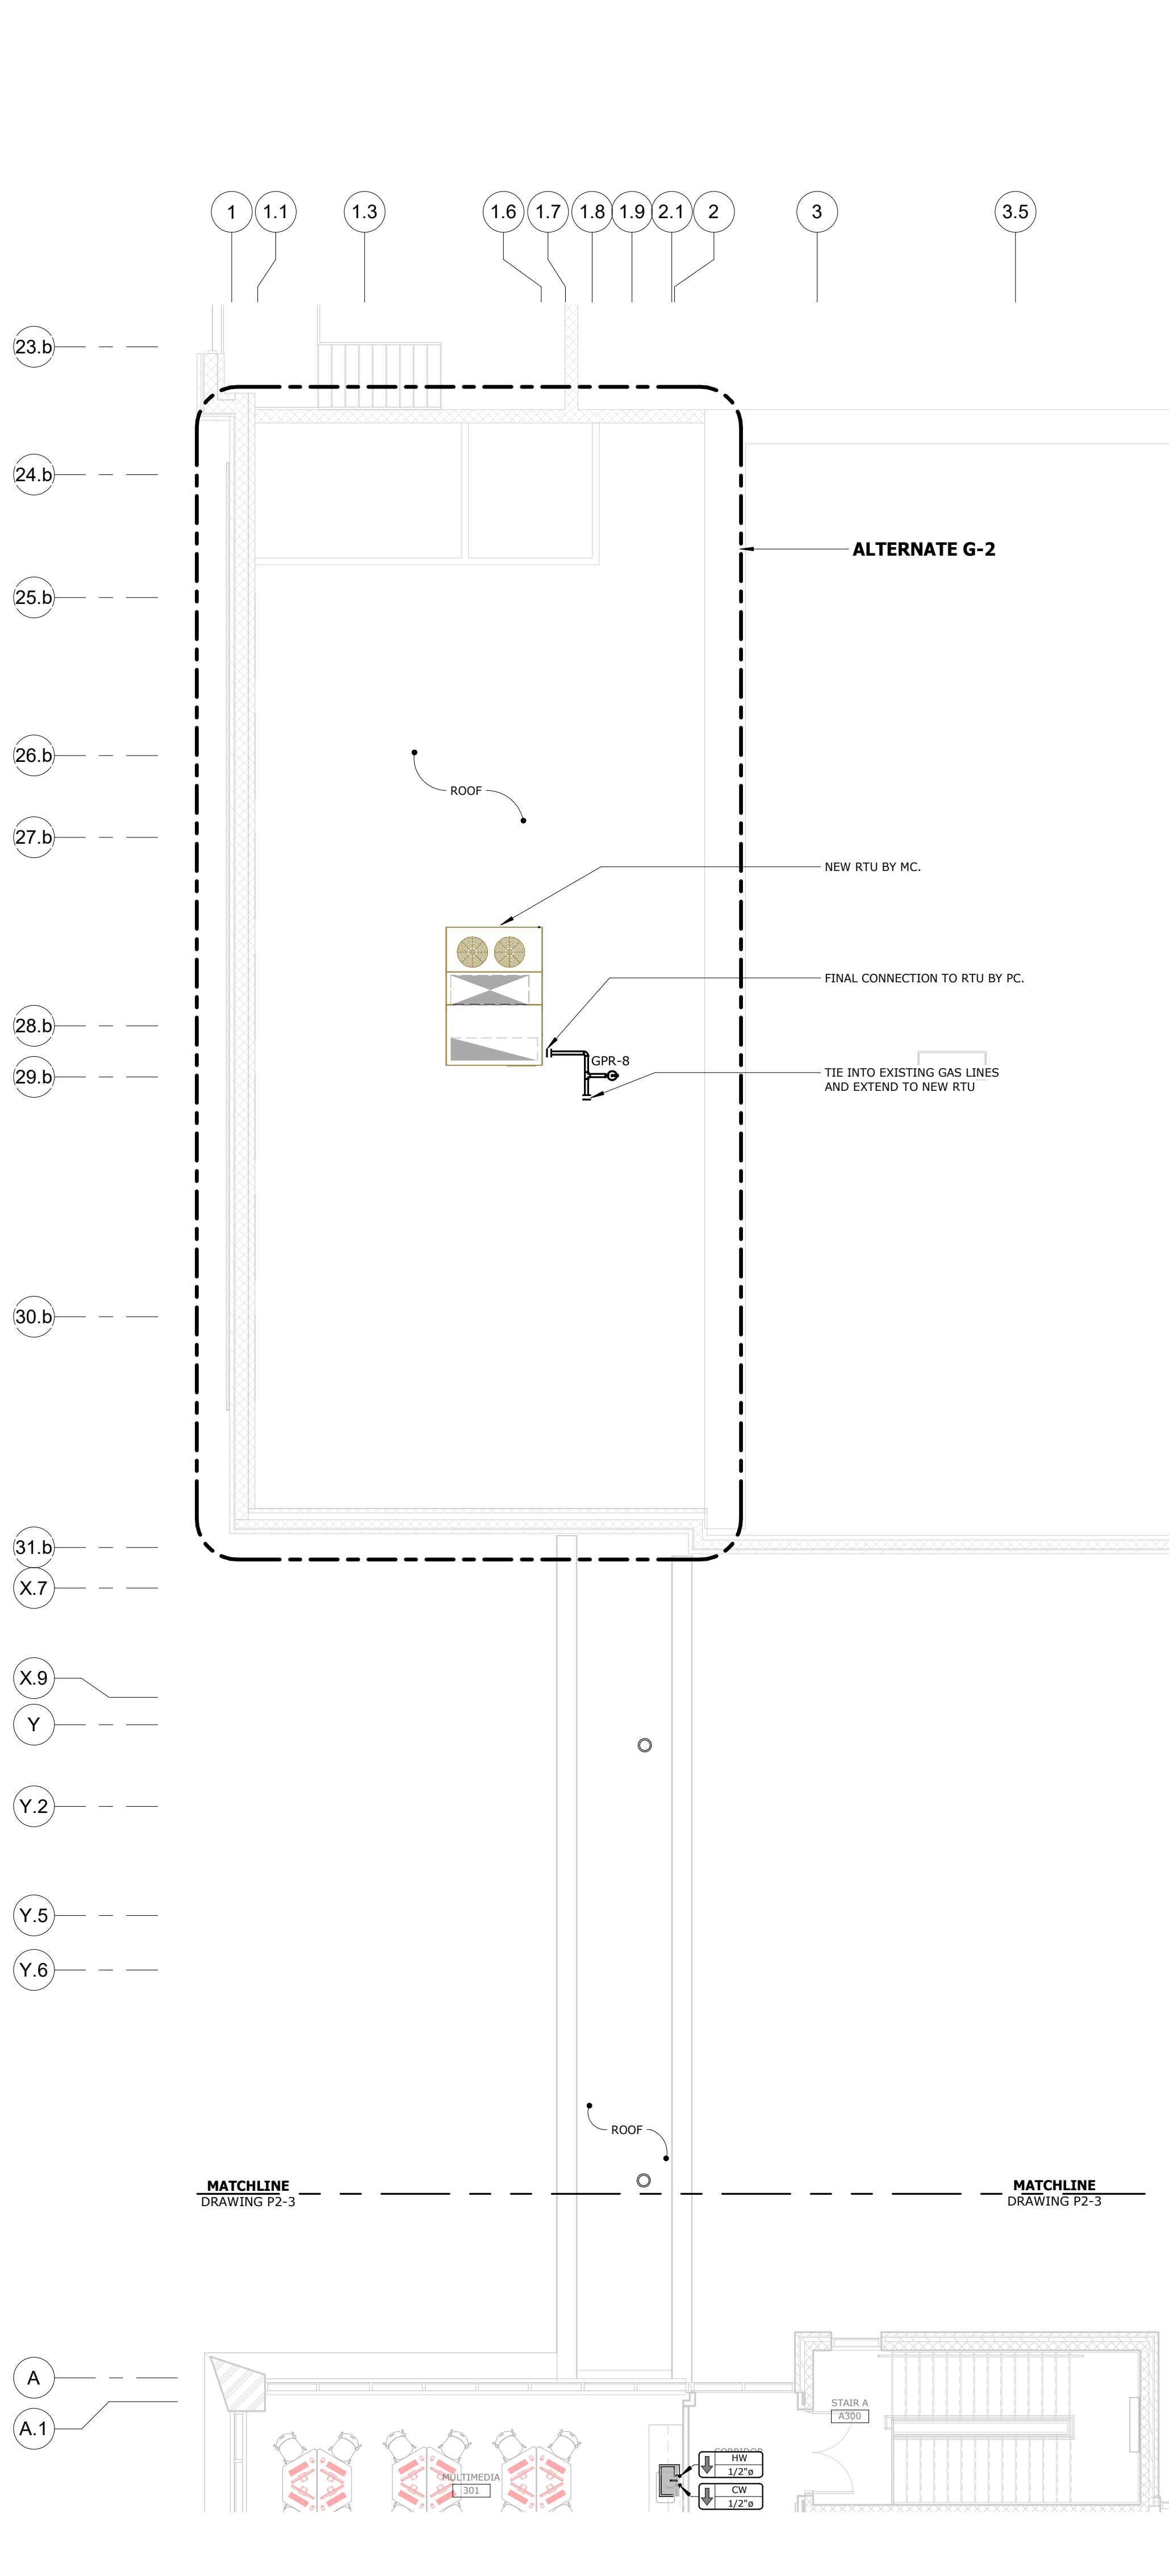 1
1.1
1.3
1.6
1.7
1.8
1.9
2.1
2
3
3.5
23.b
24.b
ALTERNATE G-2
25.b
26.b
ROOF
27.b
NEW RTU BY MC.
FINAL CONNECTION TO RTU BY PC.
28.b
GPR-8
29.b
TIE INTO EXISTING GAS LINES
AND EXTEND TO NEW RTU
30.b
31.b
X.7
X.9
Y
Y.2
Y.5
Y.6
ROOF
MATCHLINE
DRAWING P2-3
MATCHLINE
DRAWING P2-3
A
A.1
STAIR A
A300
CORRIDOR
HW
1/2"ø
CW
1/2"ø
MULTIMEDIA
301